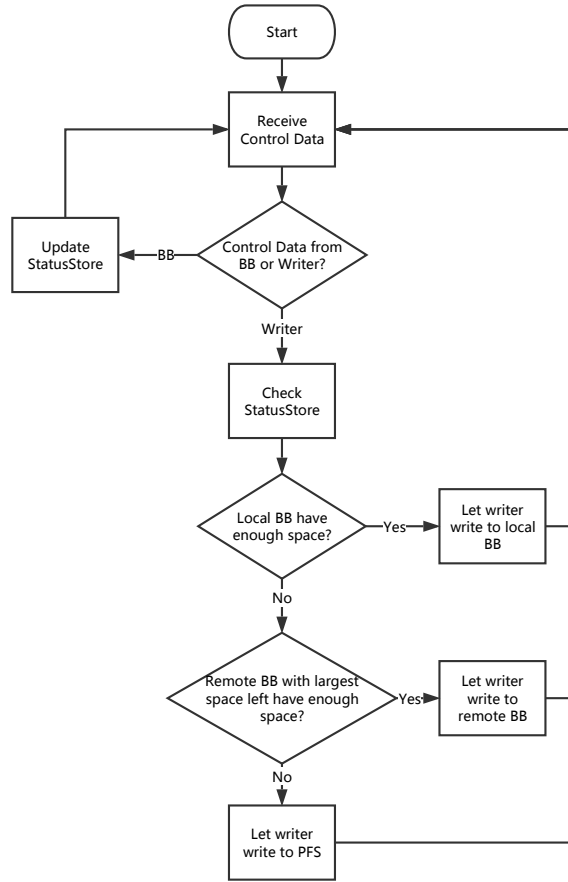 Start
Receive
Control Data
Control Data from
BB or Writer?
BB
Update
StatusStore
Writer
Check
StatusStore
Local BB have
enough space?
Yes
Let writer
write to local
BB
No
Remote BB with largest
space left have enough
space?
Yes
Let writer
write to
remote BB
No
Let writer
write to PFS